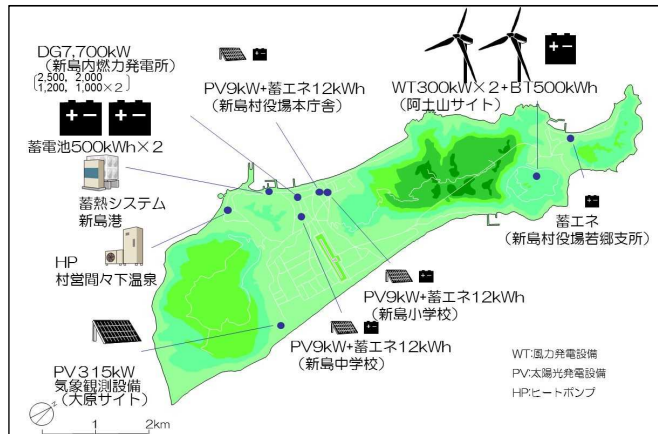 DG7,700kW
(新島内燃力発電所)
(2,500, 2,000
1,200, 1,000×2)
蓄電池500kWh×2
PV9kW+蓄エネ12kWh
(新島村役場本庁舎)
WT300kW×2+BT500kWh
(阿土山サイト)
蓄熱システム
新島港
HP
村営間々下温泉
蓄エネ
(新島村役場若郷支所)
PV9kW+蓄エネ12kWh
(新島小学校)
PV9kW+蓄エネ12kWh
(新島中学校)
PV315kW
気象観測設備
(大原サイト)
WT:風力発電設備
PV:太陽光発電設備
HP:ヒートポンプ
N
1 2km